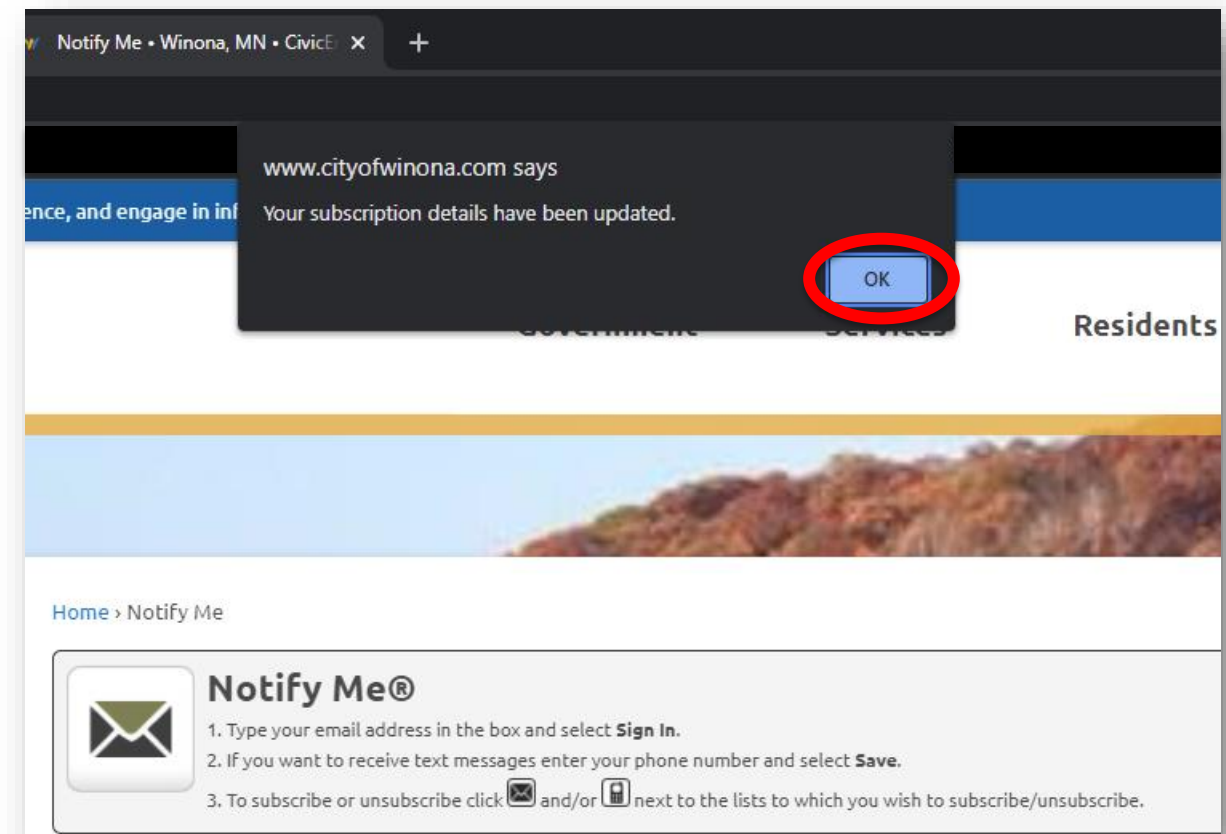 Notify Me • Winona, MN • CivicE
www.cityofwinona.com says
ence, and engage in inf
Your subscription details have been updated.
OK
Government Services Residents
Home › Notify Me
Notify Me®
1. Type your email address in the box and select Sign In.
2. If you want to receive text messages enter your phone number and select Save.
3. To subscribe or unsubscribe click and/or next to the lists to which you wish to subscribe/unsubscribe.